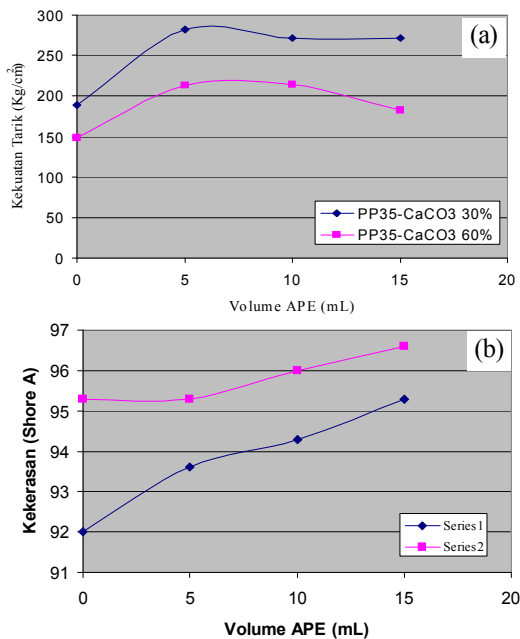 (a)
Kekuatan Tarik (Kg/cm²)
300
250
200
150
100
50
0
0 5 10 15 20
Volume APE (mL)
PP35-CaCO3 30%
PP35-CaCO3 60%
(b)
Kekerasan (Shore A)
97
96
95
94
93
92
91
0 5 10 15 20
Volume APE (mL)
Series1
Series2